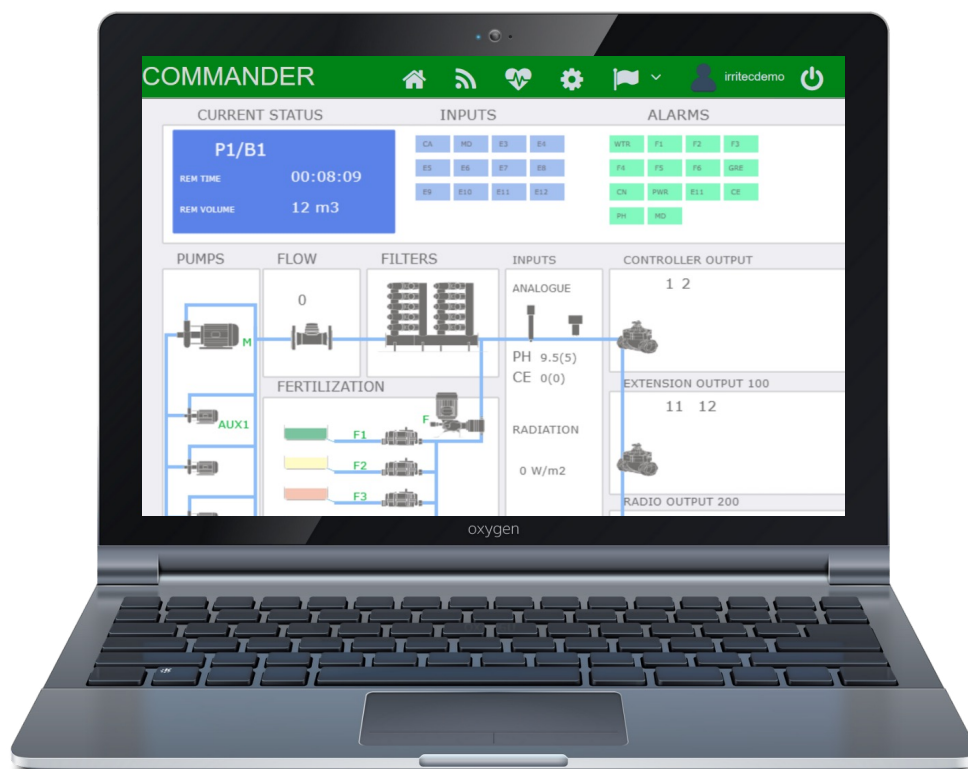 COMMANDER
irritecdemo
CURRENT STATUS
INPUTS
ALARMS
P1/B1
REM TIME 00:08:09
REM VOLUME 12 m3
CA MO E3 E4
E5 E6 E7 E8
E9 E10 E11 E12
WTR F1 F2 F3
F4 F5 F6 GRE
CN PWR E11 CE
PH MO
PUMPS
FLOW
FILTERS
INPUTS
CONTROLLER OUTPUT
M
AUX1
0
FERTILIZATION
F
F1
F2
F3
ANALOGUE
PH 9.5(5)
CE 0(0)
RADIATION
0 W/m2
1 2
EXTENSION OUTPUT 100
11 12
RADIO OUTPUT 200
oxygen